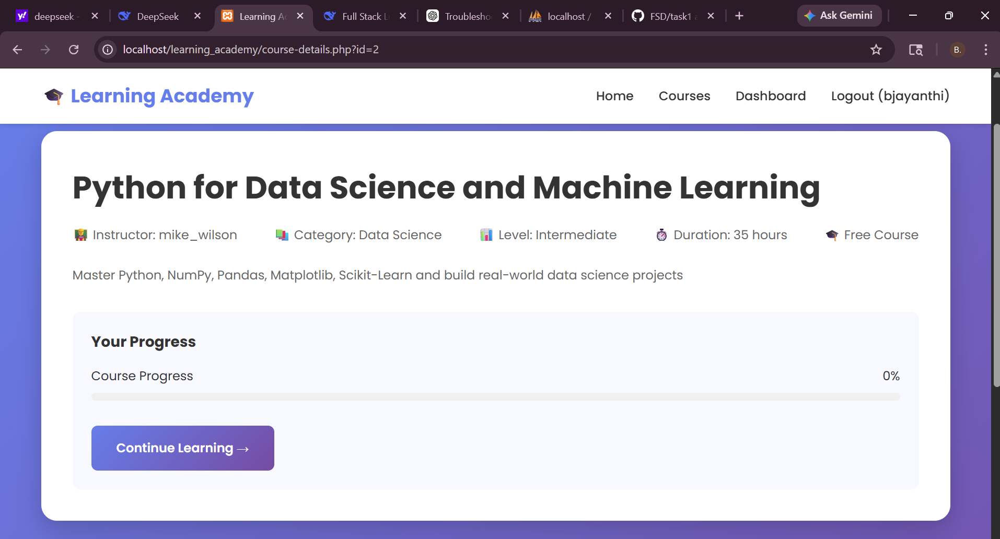 deepseek -
DeepSeek
Learning A
Full Stack L
Troublesho
localhost /
FSD/task1 a
Ask Gemini
localhost/learning_academy/course-details.php?id=2
B.
Learning Academy
Home
Courses
Dashboard
Logout (bjayanthi)
Python for Data Science and Machine Learning
Instructor: mike_wilson
Category: Data Science
Level: Intermediate
Duration: 35 hours
Free Course
Master Python, NumPy, Pandas, Matplotlib, Scikit-Learn and build real-world data science projects
Your Progress
Course Progress
0%
Continue Learning →